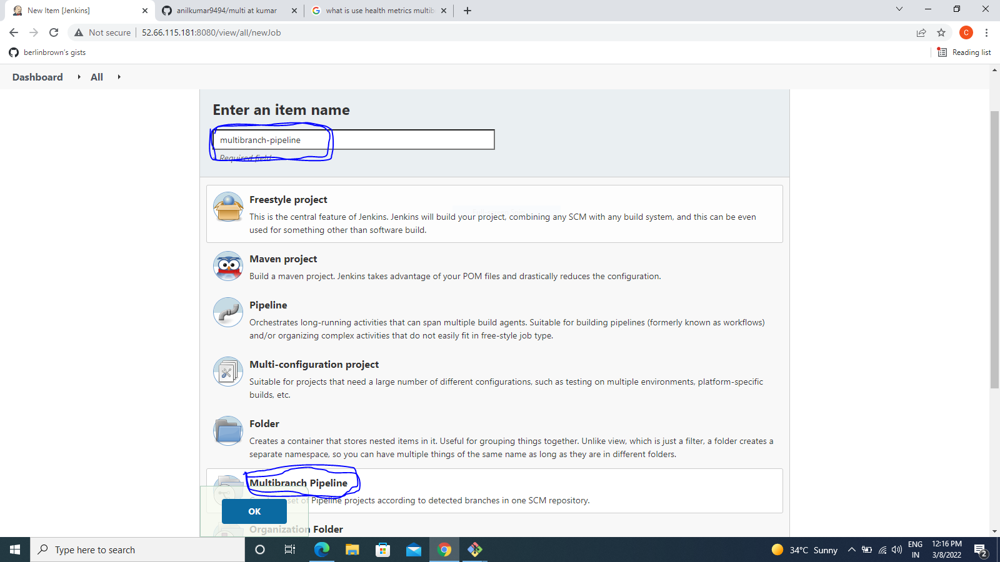 New Item [Jenkins]
anilkumar9494/multi at kumar
what is use health metrics multib
Not secure
52.66.115.181:8080/view/all/newJob
C
berlinbrown's gists
Reading list
Dashboard
All
Enter an item name
multibranch-pipeline
Required field
Freestyle project
This is the central feature of Jenkins. Jenkins will build your project, combining any SCM with any build system, and this can be even
used for something other than software build.
Maven project
Build a maven project. Jenkins takes advantage of your POM files and drastically reduces the configuration.
Pipeline
Orchestrates long-running activities that can span multiple build agents. Suitable for building pipelines (formerly known as workflows)
and/or organizing complex activities that do not easily fit in free-style job type.
Multi-configuration project
Suitable for projects that need a large number of different configurations, such as testing on multiple environments, platform-specific
builds, etc.
Folder
Creates a container that stores nested items in it. Useful for grouping things together. Unlike view, which is just a filter, a folder creates a
separate namespace, so you can have multiple things of the same name as long as they are in different folders.
Multibranch Pipeline
set of Pipeline projects according to detected branches in one SCM repository.
OK
Organization Folder
Type here to search
34°C Sunny
ENG
IN
12:16 PM
3/8/2022
2